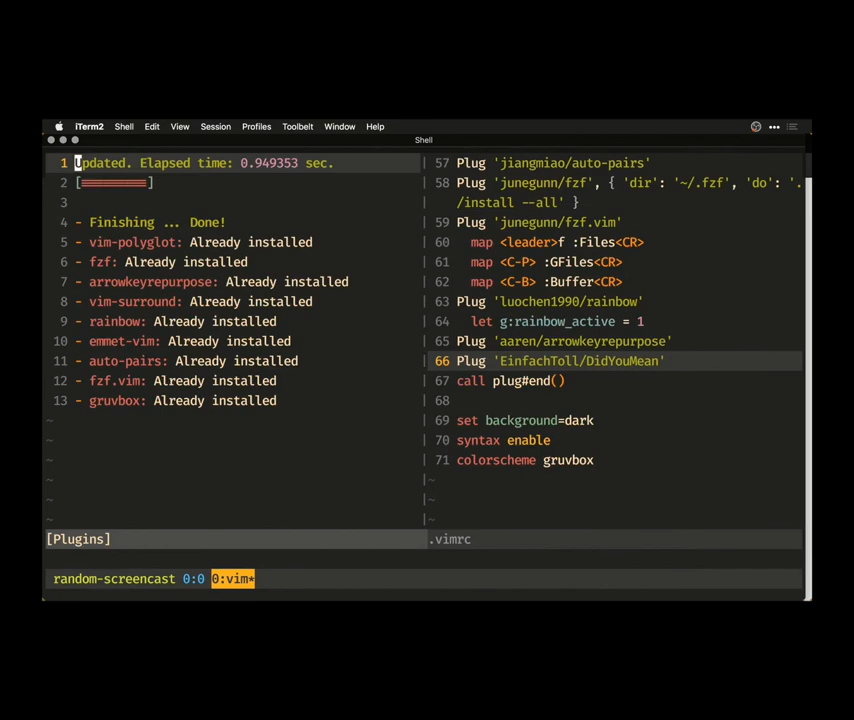 iTerm2 Shell Edit View Session Profiles Toolbelt Window Help
Shell
1 Updated. Elapsed time: 0.949353 sec.
2 [==========]
3
4 - Finishing ... Done!
5 - vim-polyglot: Already installed
6 - fzf: Already installed
7 - arrowkeyrepurpose: Already installed
8 - vim-surround: Already installed
9 - rainbow: Already installed
10 - emmet-vim: Already installed
11 - auto-pairs: Already installed
12 - fzf.vim: Already installed
13 - gruvbox: Already installed
~
~
~
~
~
~
[Plugins]
57 Plug 'jiangmiao/auto-pairs'
58 Plug 'junegunn/fzf', { 'dir': '~/.fzf', 'do': '.
/install --all' }
59 Plug 'junegunn/fzf.vim'
60 map <leader>f :Files<CR>
61 map <C-P> :GFiles<CR>
62 map <C-B> :Buffer<CR>
63 Plug 'luochen1990/rainbow'
64 let g:rainbow_active = 1
65 Plug 'aaren/arrowkeyrepurpose'
66 Plug 'EinfachToll/DidYouMean'
67 call plug#end()
68
69 set background=dark
70 syntax enable
71 colorscheme gruvbox
~
~
~
.vimrc
random-screencast 0:0 0:vim*